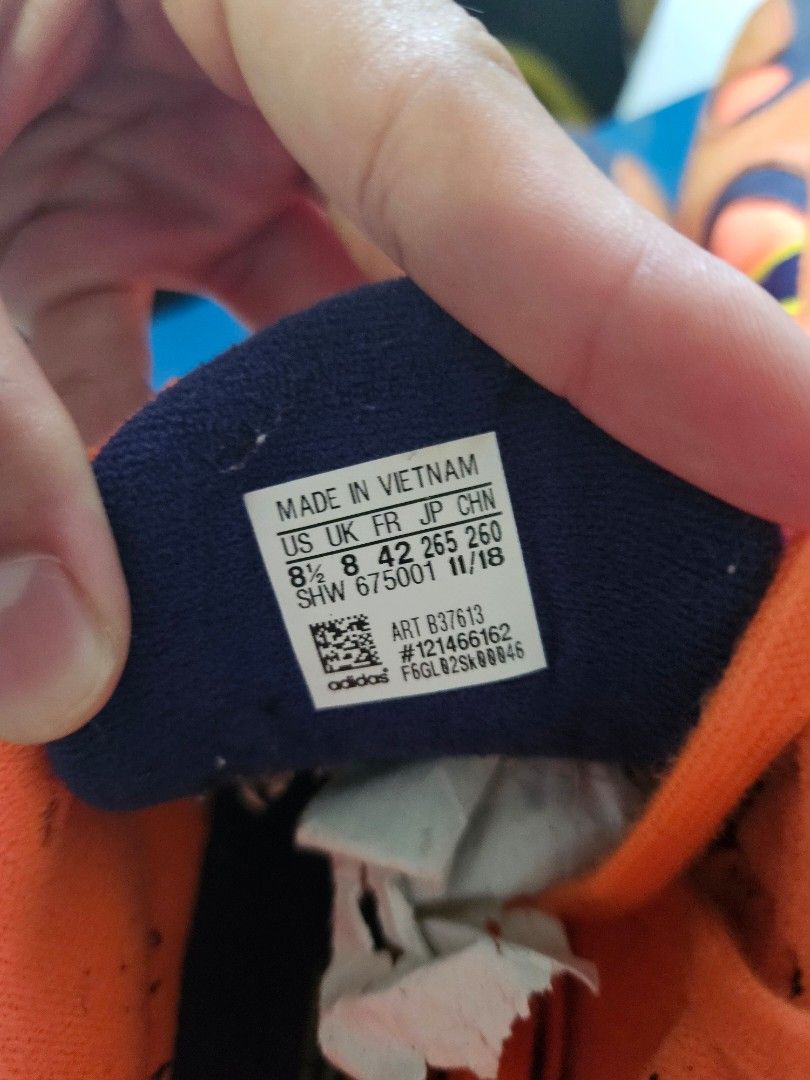 MADE IN VIETNAM
US UK FR JP CHN
8½ 8 42 265 260
SHW 675001 11/18
ART B37613
#121466162
F6GL02Sk00046
adidas